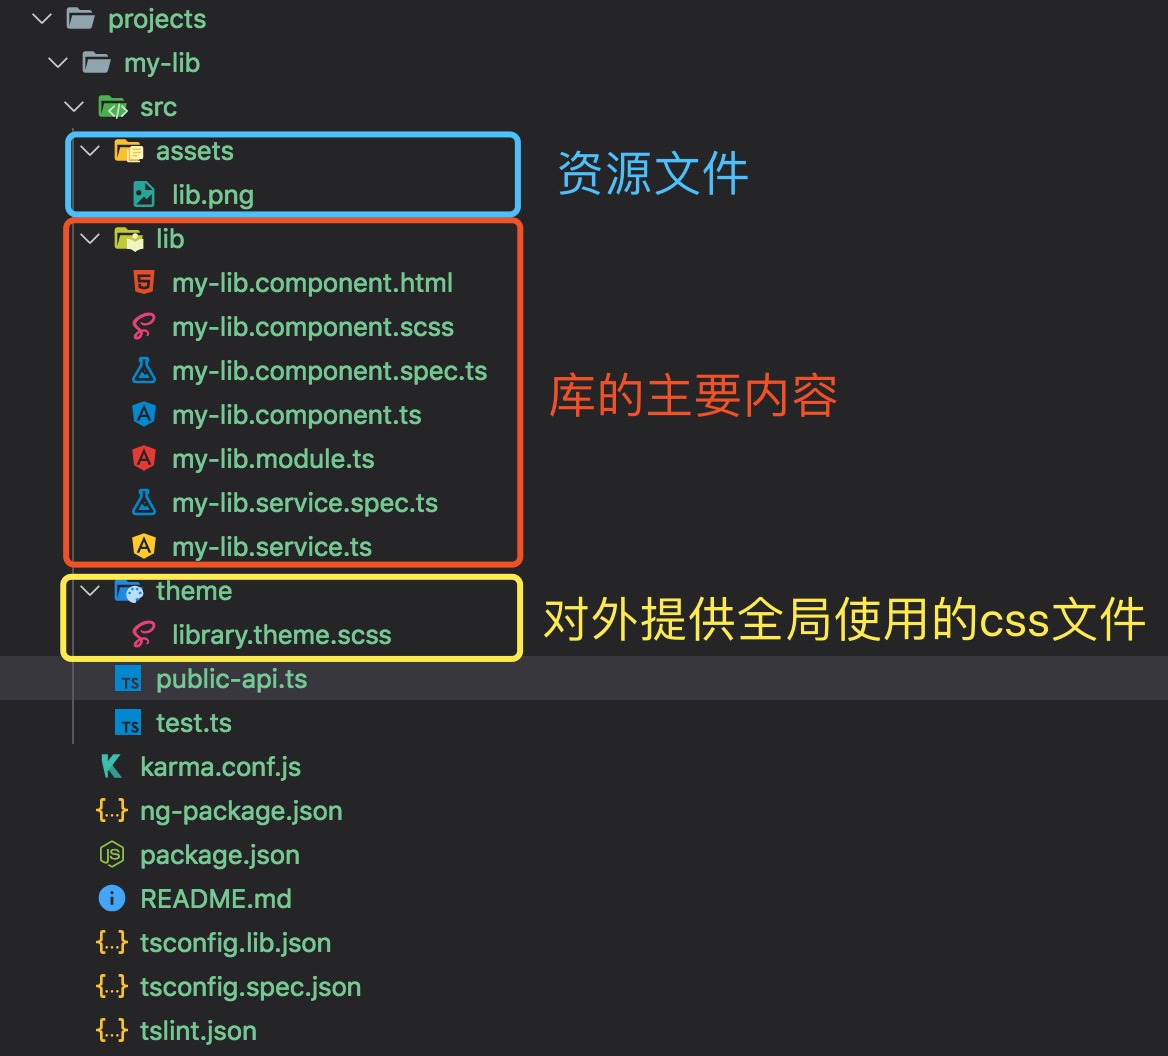 projects
my-lib
src
assets
lib.png
资源文件
lib
my-lib.component.html
my-lib.component.scss
my-lib.component.spec.ts
my-lib.component.ts
库的主要内容
my-lib.module.ts
my-lib.service.spec.ts
my-lib.service.ts
theme
library.theme.scss
对外提供全局使用的css文件
TS public-api.ts
TS test.ts
karma.conf.js
{...} ng-package.json
JS package.json
README.md
{...} tsconfig.lib.json
{...} tsconfig.spec.json
{...} tslint.json